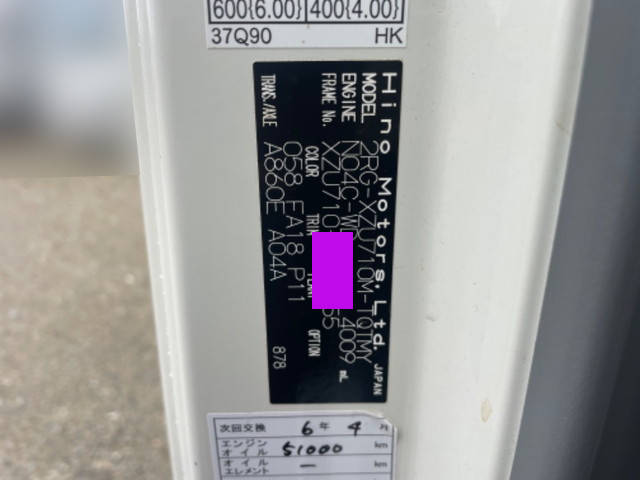 600{6.00} 400{4.00}
37Q90 HK
Hino Motors, Ltd. JAPAN
MODEL 2RG-XZU710M-TQTMY
ENGINE N04C- 4009 mL
FRAME No. XZU710
COLOR TRIM OPTION
058 EA18 P11
TRANS./AXLE A860E A04A
878
次回交換 6年 4月
エンジンオイル 51000 km
オイルエレメント — km